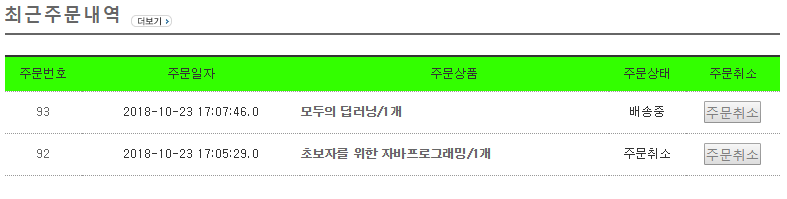 최근주문내역 더보기
주문번호 주문일자 주문상품 주문상태 주문취소
93 2018-10-23 17:07:46.0 모두의 딥러닝/1개 배송중 주문취소
92 2018-10-23 17:05:29.0 초보자를 위한 자바프로그래밍/1개 주문취소 주문취소